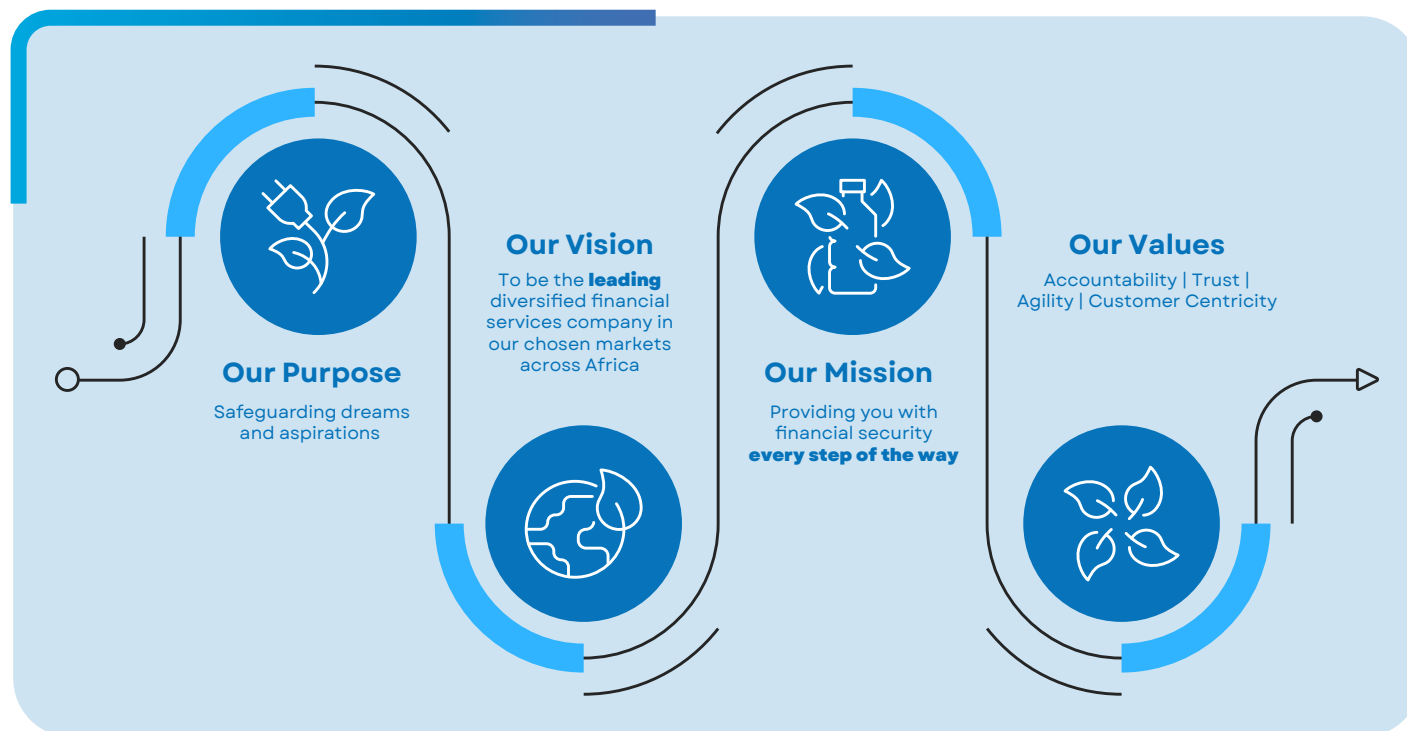 Our Purpose
Safeguarding dreams
and aspirations
Our Vision
To be the leading
diversified financial
services company in
our chosen markets
across Africa
Our Mission
Providing you with
financial security
every step of the way
Our Values
Accountability | Trust |
Agility | Customer Centricity